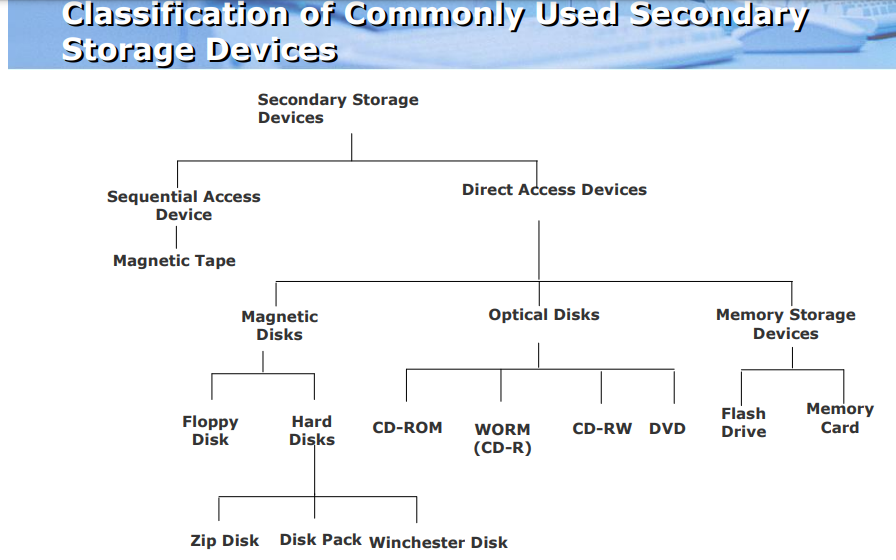 Classification of Commonly Used Secondary
Storage Devices
Secondary Storage
Devices
Sequential Access
Device
Direct Access Devices
Magnetic Tape
Magnetic
Disks
Optical Disks
Memory Storage
Devices
Floppy
Disk
Hard
Disks
CD-ROM
WORM
(CD-R)
CD-RW
DVD
Flash
Drive
Memory
Card
Zip Disk
Disk Pack
Winchester Disk